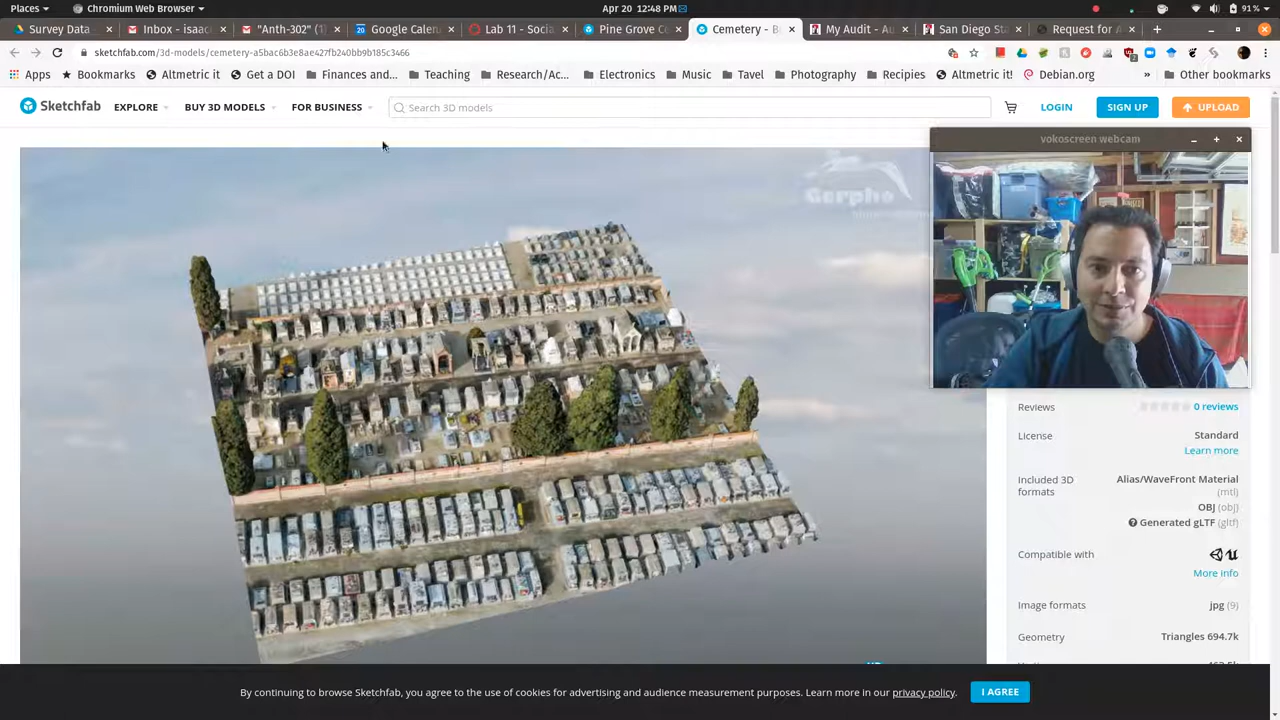 Places
Chromium Web Browser
Apr 20 12:48 PM
91 %
Survey Data
Inbox - isaac
"Anth-302" (1)
Google Calen
Lab 11 - Socia
Pine Grove C
Cemetery - B
My Audit - Au
San Diego Sta
Request for A
sketchfab.com/3d-models/cemetery-a5bac6b3e8ae427fb240bb9b185c3466
Apps
Bookmarks
Altmetric it
Get a DOI
Finances and...
Teaching
Research/Ac...
Electronics
Music
Tavel
Photography
Recipies
Altmetric it!
Debian.org
»
Other bookmarks
Sketchfab
EXPLORE
BUY 3D MODELS
FOR BUSINESS
Search 3D models
LOGIN
SIGN UP
UPLOAD
vokoscreen webcam
Gerpho
Reviews
0 reviews
License
Standard
Learn more
Included 3D formats
Alias/WaveFront Material (mtl)
OBJ (obj)
Generated glTF (gltf)
Compatible with
More info
Image formats
jpg (9)
Geometry
Triangles 694.7k
By continuing to browse Sketchfab, you agree to the use of cookies for advertising and audience measurement purposes. Learn more in our privacy policy.
I AGREE